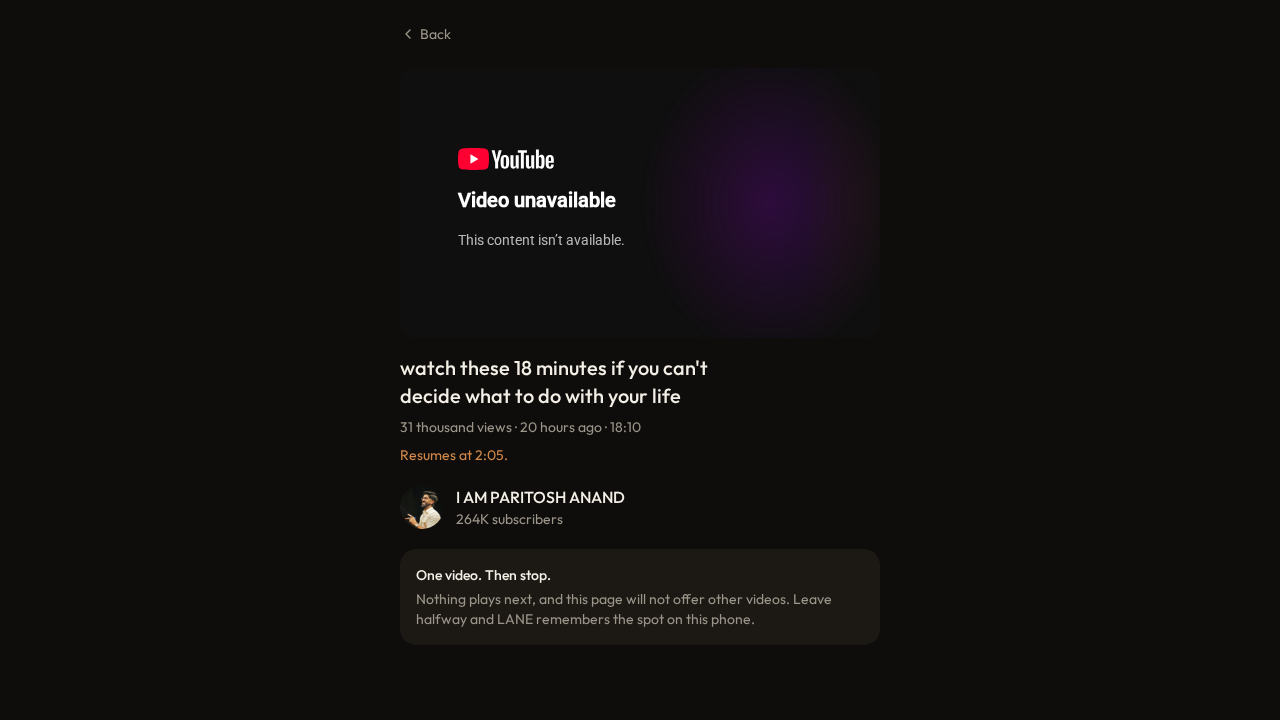 Back
YouTube
Video unavailable
This content isn’t available.
watch these 18 minutes if you can't
decide what to do with your life
31 thousand views · 20 hours ago · 18:10
Resumes at 2:05.
I AM PARITOSH ANAND
264K subscribers
One video. Then stop.
Nothing plays next, and this page will not offer other videos. Leave
halfway and LANE remembers the spot on this phone.